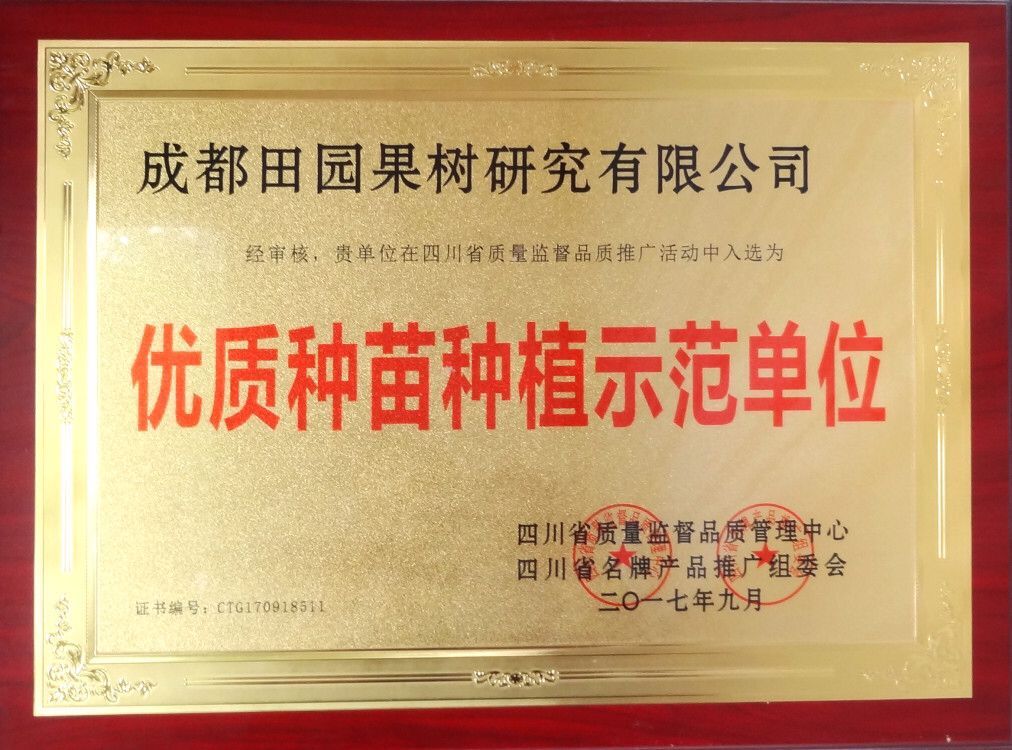 成都田园果树研究有限公司
经审核，贵单位在四川省质量监督品质推广活动中入选为
优质种苗种植示范单位
四川省质量监督品质管理中心
四川省名牌产品推广组委会
二〇一七年九月
证书编号：CTG170918511